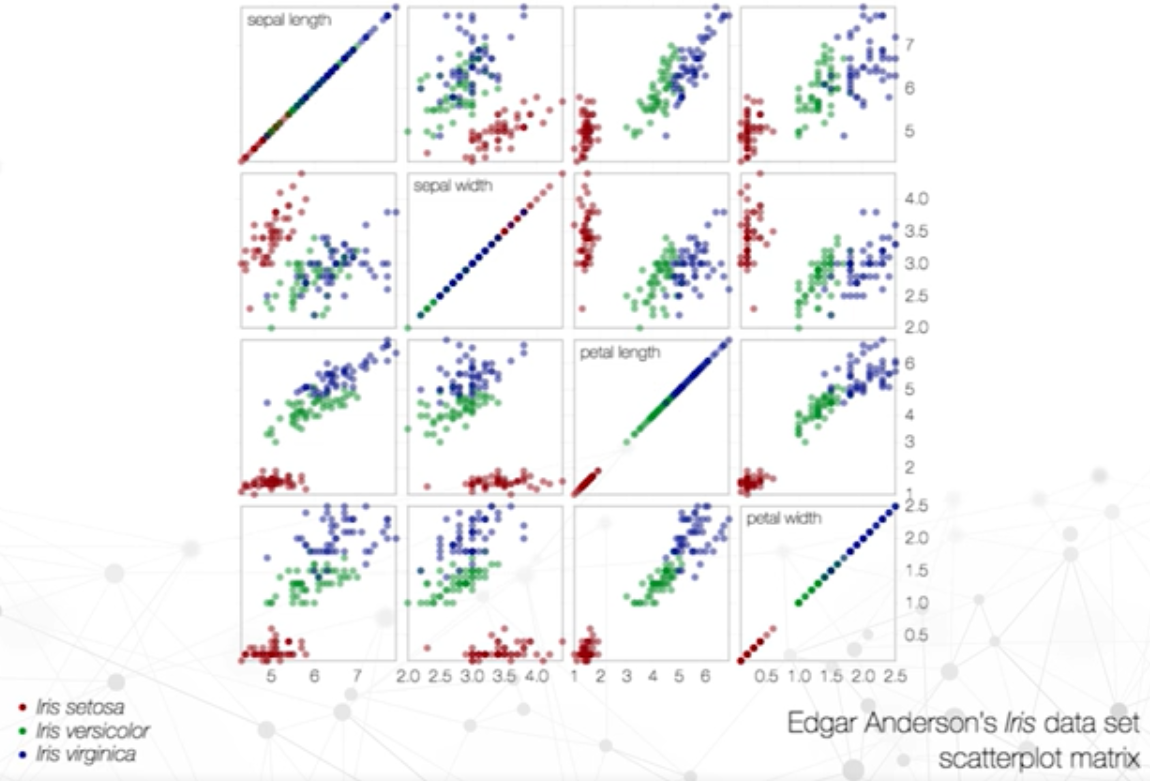 sepal length
7
6
5
sepal width
4.0
3.5
3.0
2.5
2.0
petal length
6
5
4
3
2
1
petal width
2.5
2.0
1.5
1.0
0.5
5 6 7 2.0 2.5 3.0 3.5 4.0 1 2 3 4 5 6 0.5 1.0 1.5 2.0 2.5
Iris setosa
Iris versicolor
Iris virginica
Edgar Anderson's Iris data set
scatterplot matrix